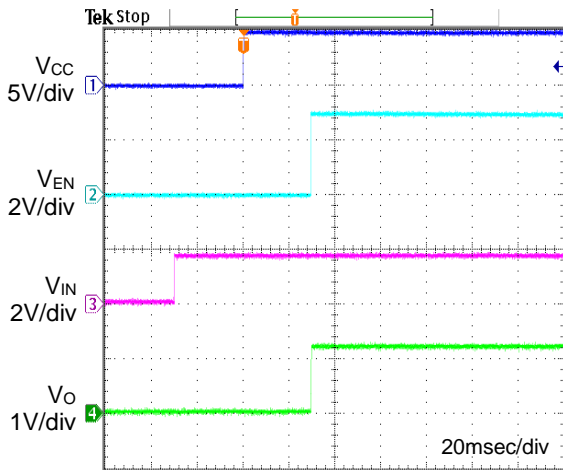 Tek Stop
T
T
VCC
5V/div
1
VEN
2V/div
2
VIN
2V/div
3
VO
1V/div
4
20msec/div